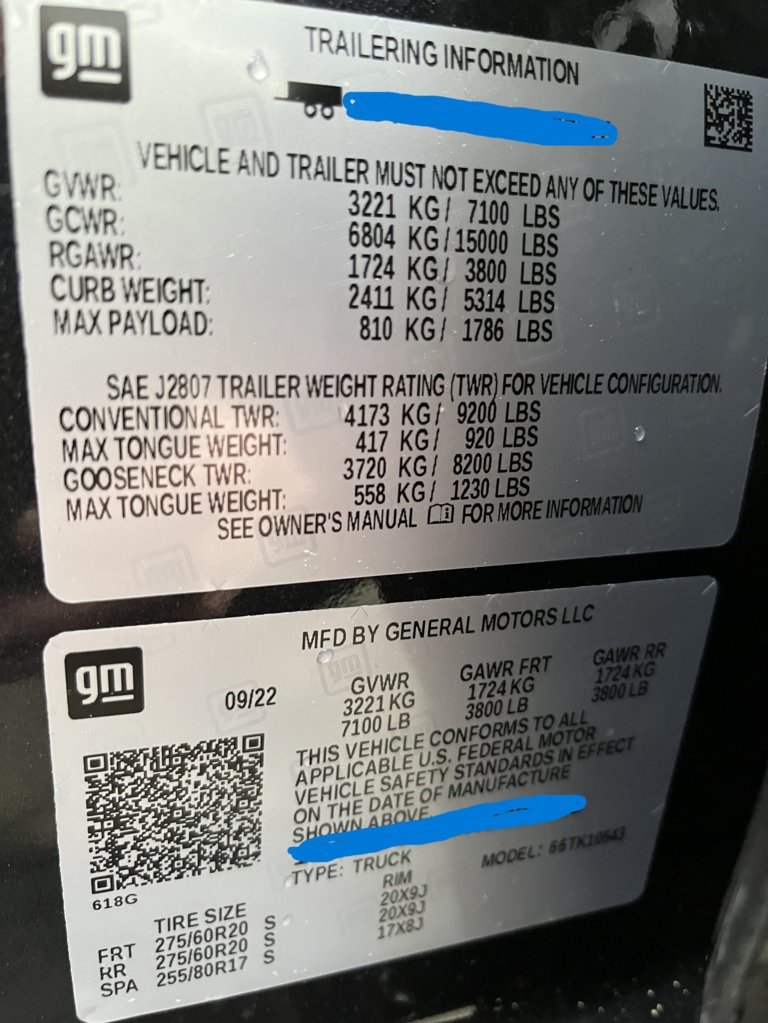 gm
TRAILERING INFORMATION
VEHICLE AND TRAILER MUST NOT EXCEED ANY OF THESE VALUES.
GVWR: 3221 KG/ 7100 LBS
GCWR: 6804 KG/15000 LBS
RGAWR: 1724 KG/ 3800 LBS
CURB WEIGHT: 2411 KG/ 5314 LBS
MAX PAYLOAD: 810 KG/ 1786 LBS
SAE J2807 TRAILER WEIGHT RATING (TWR) FOR VEHICLE CONFIGURATION.
CONVENTIONAL TWR: 4173 KG/ 9200 LBS
MAX TONGUE WEIGHT: 417 KG/ 920 LBS
GOOSENECK TWR: 3720 KG/ 8200 LBS
MAX TONGUE WEIGHT: 558 KG/ 1230 LBS
SEE OWNER'S MANUAL FOR MORE INFORMATION
gm
MFD BY GENERAL MOTORS LLC
09/22
GVWR GAWR FRT GAWR RR
3221 KG 1724 KG 1724 KG
7100 LB 3800 LB 3800 LB
THIS VEHICLE CONFORMS TO ALL
APPLICABLE U.S. FEDERAL MOTOR
VEHICLE SAFETY STANDARDS IN EFFECT
ON THE DATE OF MANUFACTURE
SHOWN ABOVE
TYPE: TRUCK MODEL: 66TK10543
618G
TIRE SIZE RIM
FRT 275/60R20 S 20X9J
RR 275/60R20 S 20X9J
SPA 255/80R17 S 17X8J